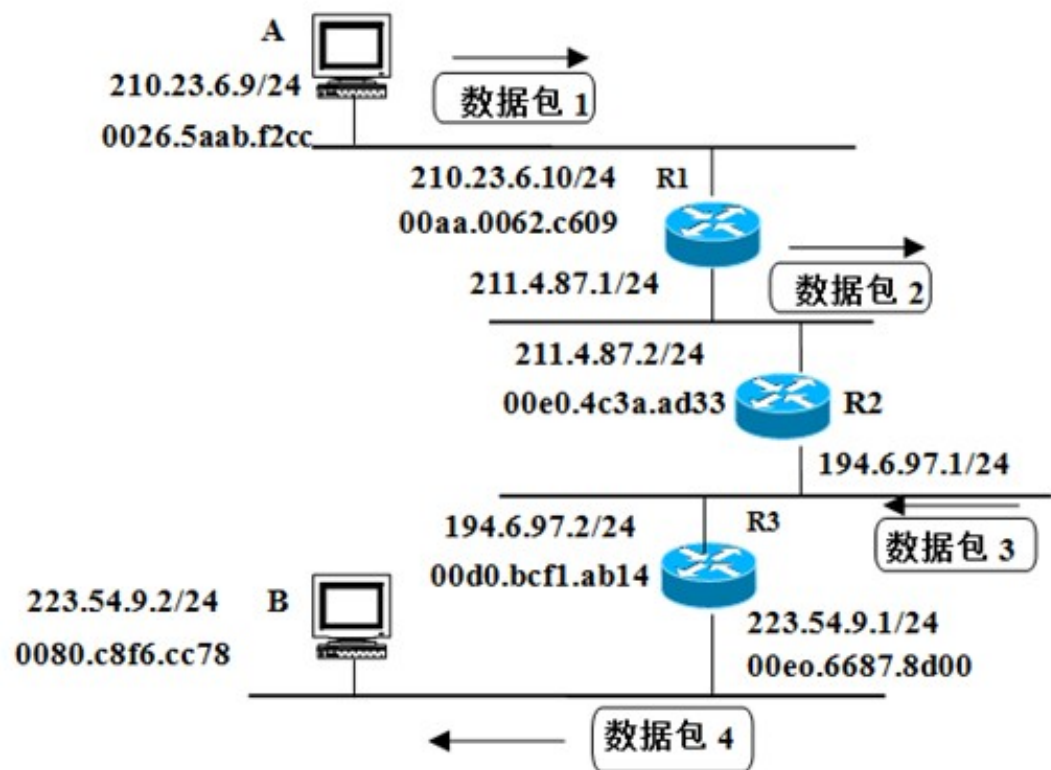 A
210.23.6.9/24
数据包 1
0026.5aab.f2cc
210.23.6.10/24
R1
00aa.0062.c609
211.4.87.1/24
数据包 2
211.4.87.2/24
00e0.4c3a.ad33
R2
194.6.97.1/24
194.6.97.2/24
R3
数据包 3
00d0.bcf1.ab14
223.54.9.2/24
B
0080.c8f6.cc78
223.54.9.1/24
00eo.6687.8d00
数据包 4